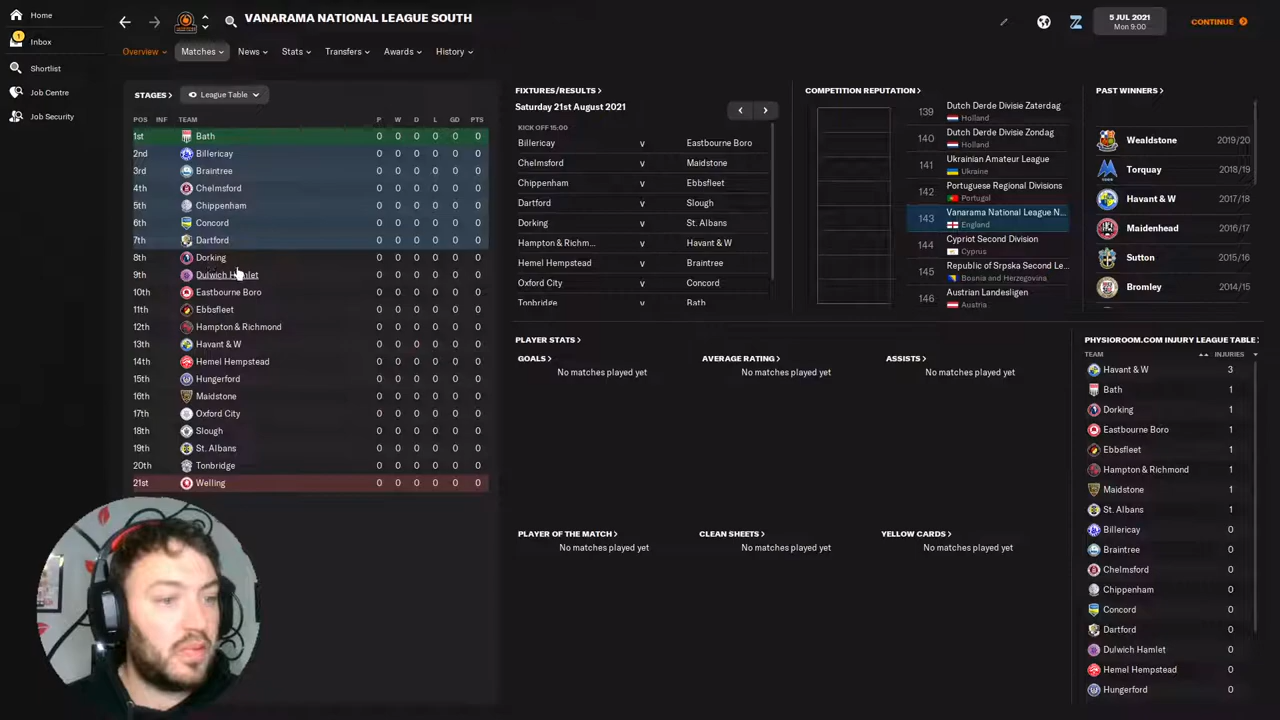 Home
1
Inbox
Shortlist
Job Centre
Job Security
VANARAMA NATIONAL LEAGUE SOUTH
5 JUL 2021
Mon 9:00
CONTINUE
Overview
Matches
News
Stats
Transfers
Awards
History
STAGES
League Table
POS INF TEAM P W D L GD PTS
1st Bath 0 0 0 0 0 0
2nd Billericay 0 0 0 0 0 0
3rd Braintree 0 0 0 0 0 0
4th Chelmsford 0 0 0 0 0 0
5th Chippenham 0 0 0 0 0 0
6th Concord 0 0 0 0 0 0
7th Dartford 0 0 0 0 0 0
8th Dorking 0 0 0 0 0 0
9th Dulwich Hamlet 0 0 0 0 0 0
10th Eastbourne Boro 0 0 0 0 0 0
11th Ebbsfleet 0 0 0 0 0 0
12th Hampton & Richmond 0 0 0 0 0 0
13th Havant & W 0 0 0 0 0 0
14th Hemel Hempstead 0 0 0 0 0 0
15th Hungerford 0 0 0 0 0 0
16th Maidstone 0 0 0 0 0 0
17th Oxford City 0 0 0 0 0 0
18th Slough 0 0 0 0 0 0
19th St. Albans 0 0 0 0 0 0
20th Tonbridge 0 0 0 0 0 0
21st Welling 0 0 0 0 0 0
FIXTURES/RESULTS
Saturday 21st August 2021
KICK OFF 15:00
Billericay v Eastbourne Boro
Chelmsford v Maidstone
Chippenham v Ebbsfleet
Dartford v Slough
Dorking v St. Albans
Hampton & Richm... v Havant & W
Hemel Hempstead v Braintree
Oxford City v Concord
Tonbridge v Bath
COMPETITION REPUTATION
139 Dutch Derde Divisie Zaterdag
Holland
140 Dutch Derde Divisie Zondag
Holland
141 Ukrainian Amateur League
Ukraine
142 Portuguese Regional Divisions
Portugal
143 Vanarama National League N...
England
144 Cypriot Second Division
Cyprus
145 Republic of Srpska Second Le...
Bosnia and Herzegovina
146 Austrian Landesligen
Austria
PAST WINNERS
Wealdstone 2019/20
Torquay 2018/19
Havant & W 2017/18
Maidenhead 2016/17
Sutton 2015/16
Bromley 2014/15
PLAYER STATS
GOALS
No matches played yet
AVERAGE RATING
No matches played yet
ASSISTS
No matches played yet
PLAYER OF THE MATCH
No matches played yet
CLEAN SHEETS
No matches played yet
YELLOW CARDS
No matches played yet
PHYSIOROOM.COM INJURY LEAGUE TABLE
TEAM INJURIES
Havant & W 3
Bath 1
Dorking 1
Eastbourne Boro 1
Ebbsfleet 1
Hampton & Richmond 1
Maidstone 1
St. Albans 1
Billericay 0
Braintree 0
Chelmsford 0
Chippenham 0
Concord 0
Dartford 0
Dulwich Hamlet 0
Hemel Hempstead 0
Hungerford 0